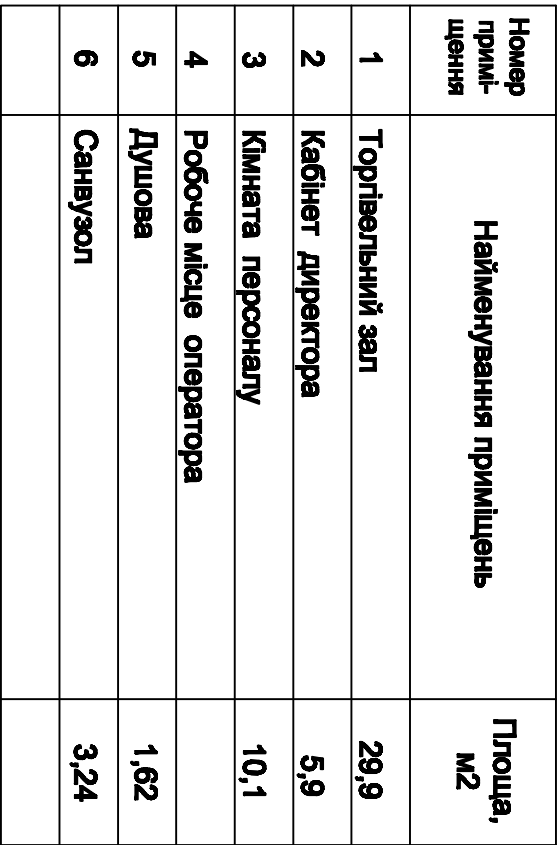 Номер
примі-
щення
Найменування приміщень
Площа,
м2
1 Торгівельний зал 29,9
2 Кабінет директора 5,9
3 Кімната персоналу 10,1
4 Робоче місце оператора
5 Душова 1,62
6 Санвузол 3,24